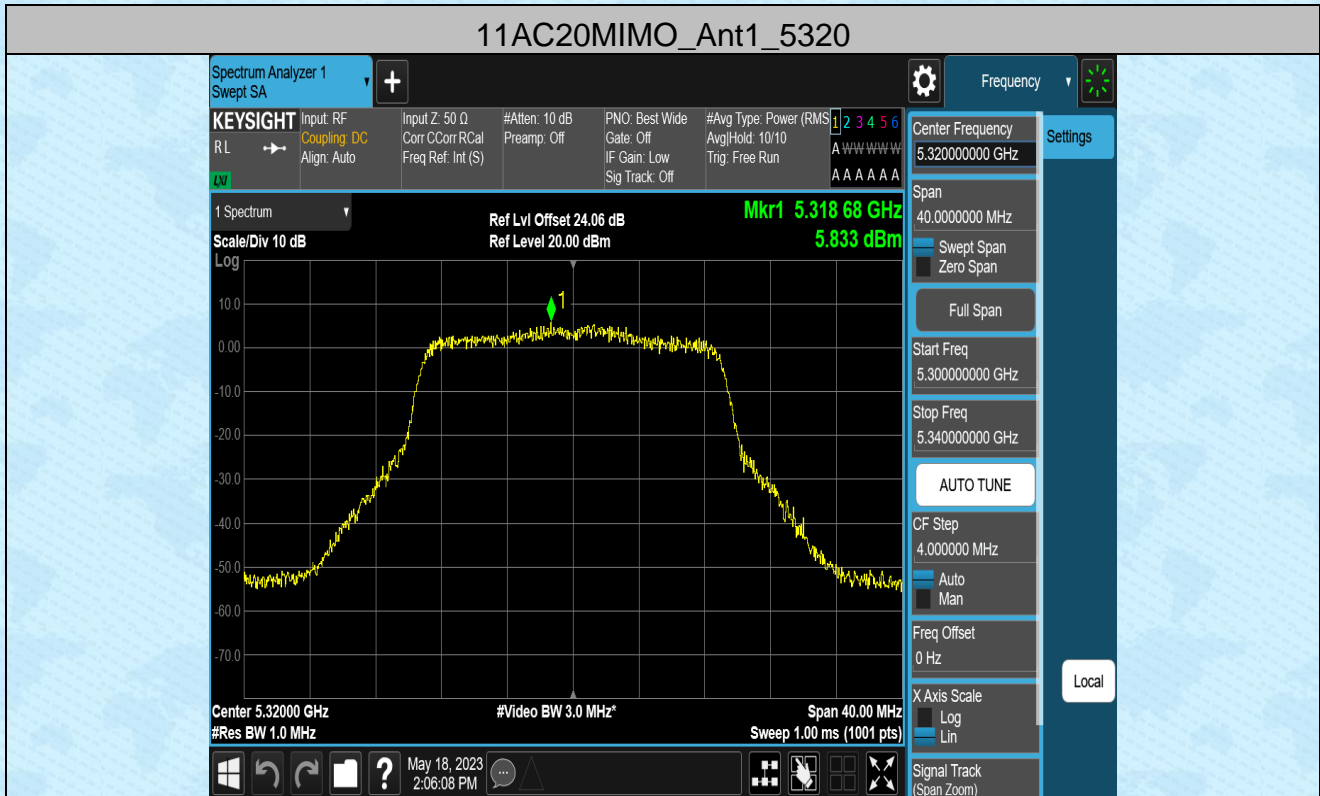 11AC20MIMO_Ant1_5320
Spectrum Analyzer 1
Swept SA
Frequency
KEYSIGHT
R L
LXI
Input: RF
Coupling: DC
Align: Auto
Input Z: 50 Ω
Corr CCorr RCal
Freq Ref: Int (S)
#Atten: 10 dB
Preamp: Off
PNO: Best Wide
Gate: Off
IF Gain: Low
Sig Track: Off
#Avg Type: Power (RMS
Avg|Hold: 10/10
Trig: Free Run
1 2 3 4 5 6
A W W W W W
A A A A A A
1 Spectrum
Scale/Div 10 dB
Log
Ref Lvl Offset 24.06 dB
Ref Level 20.00 dBm
Mkr1 5.318 68 GHz
5.833 dBm
1
10.0
0.00
-10.0
-20.0
-30.0
-40.0
-50.0
-60.0
-70.0
Center 5.32000 GHz
#Res BW 1.0 MHz
#Video BW 3.0 MHz*
Span 40.00 MHz
Sweep 1.00 ms (1001 pts)
?
May 18, 2023
2:06:08 PM
Center Frequency
5.320000000 GHz
Settings
Span
40.0000000 MHz
Swept Span
Zero Span
Full Span
Start Freq
5.300000000 GHz
Stop Freq
5.340000000 GHz
AUTO TUNE
CF Step
4.000000 MHz
Auto
Man
Freq Offset
0 Hz
X Axis Scale
Log
Lin
Local
Signal Track
(Span Zoom)